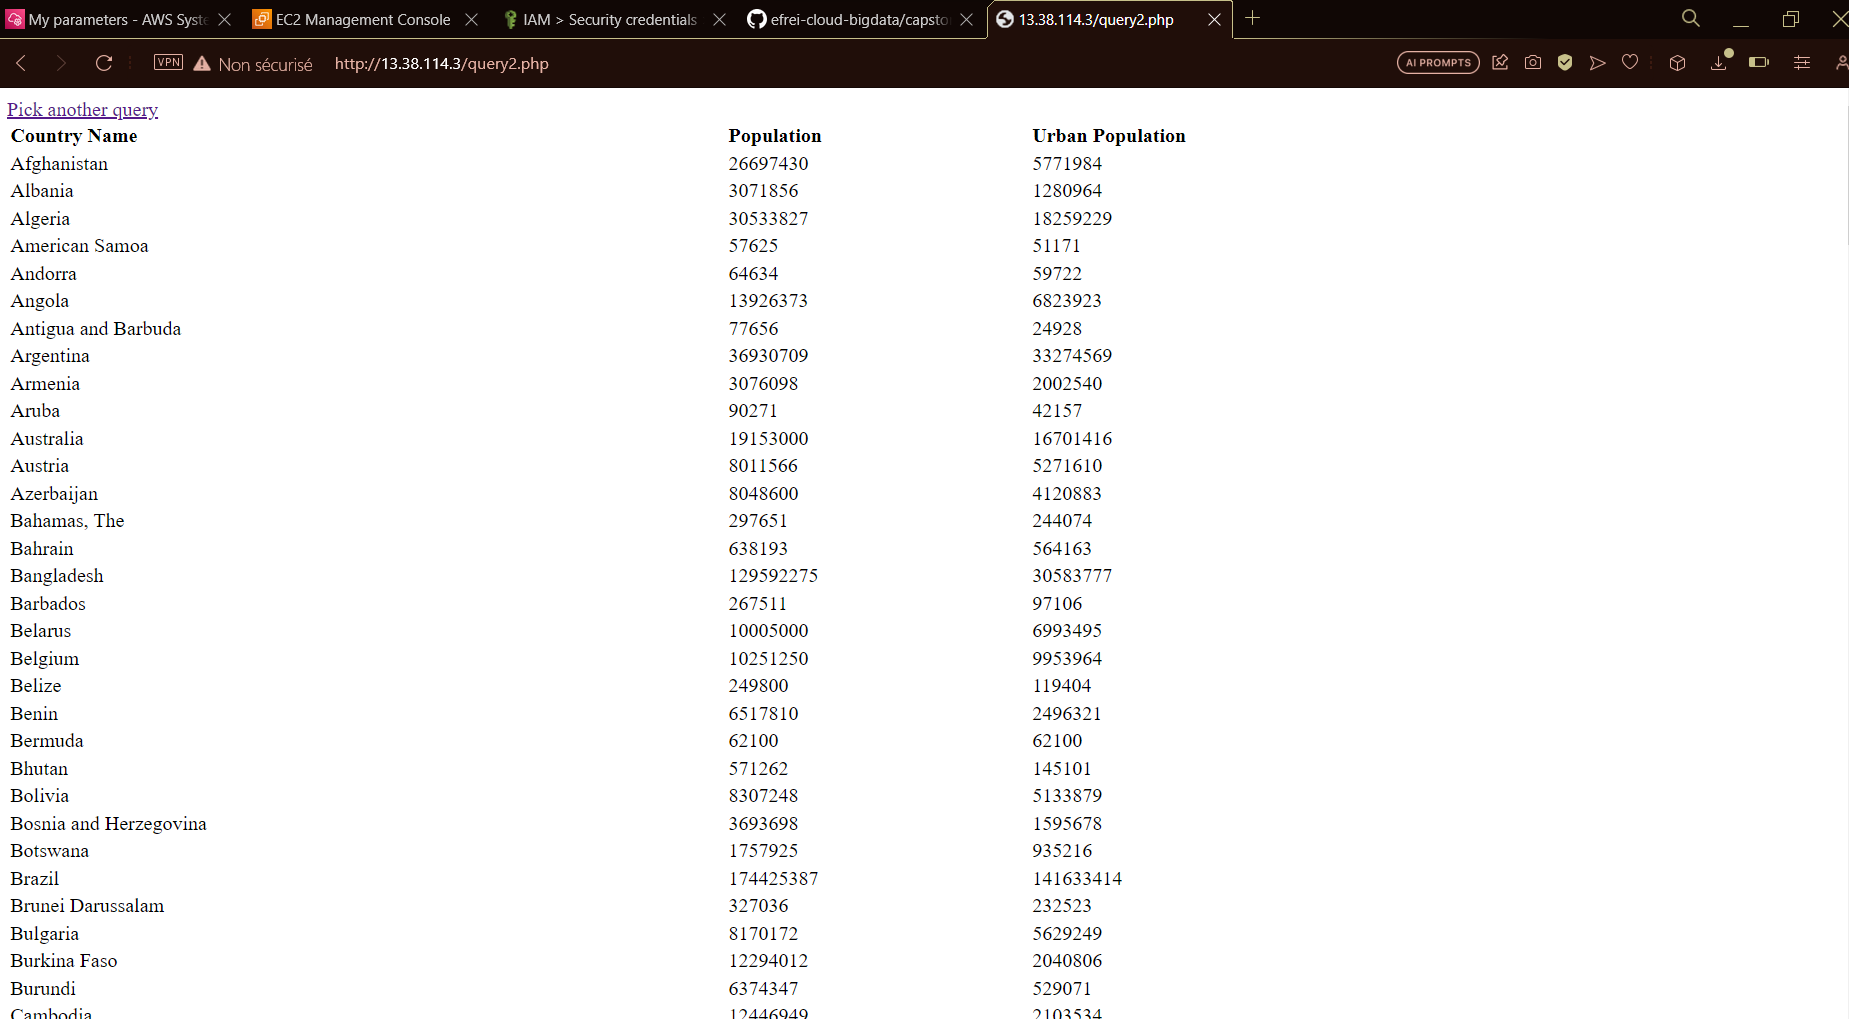 My parameters - AWS Syste EC2 Management Console IAM > Security credentials efrei-cloud-bigdata/capsto 13.38.114.3/query2.php
VPN Non sécurisé http://13.38.114.3/query2.php AI PROMPTS
Pick another query
Country Name Population Urban Population
Afghanistan 26697430 5771984
Albania 3071856 1280964
Algeria 30533827 18259229
American Samoa 57625 51171
Andorra 64634 59722
Angola 13926373 6823923
Antigua and Barbuda 77656 24928
Argentina 36930709 33274569
Armenia 3076098 2002540
Aruba 90271 42157
Australia 19153000 16701416
Austria 8011566 5271610
Azerbaijan 8048600 4120883
Bahamas, The 297651 244074
Bahrain 638193 564163
Bangladesh 129592275 30583777
Barbados 267511 97106
Belarus 10005000 6993495
Belgium 10251250 9953964
Belize 249800 119404
Benin 6517810 2496321
Bermuda 62100 62100
Bhutan 571262 145101
Bolivia 8307248 5133879
Bosnia and Herzegovina 3693698 1595678
Botswana 1757925 935216
Brazil 174425387 141633414
Brunei Darussalam 327036 232523
Bulgaria 8170172 5629249
Burkina Faso 12294012 2040806
Burundi 6374347 529071
Cambodia 12446949 2103534